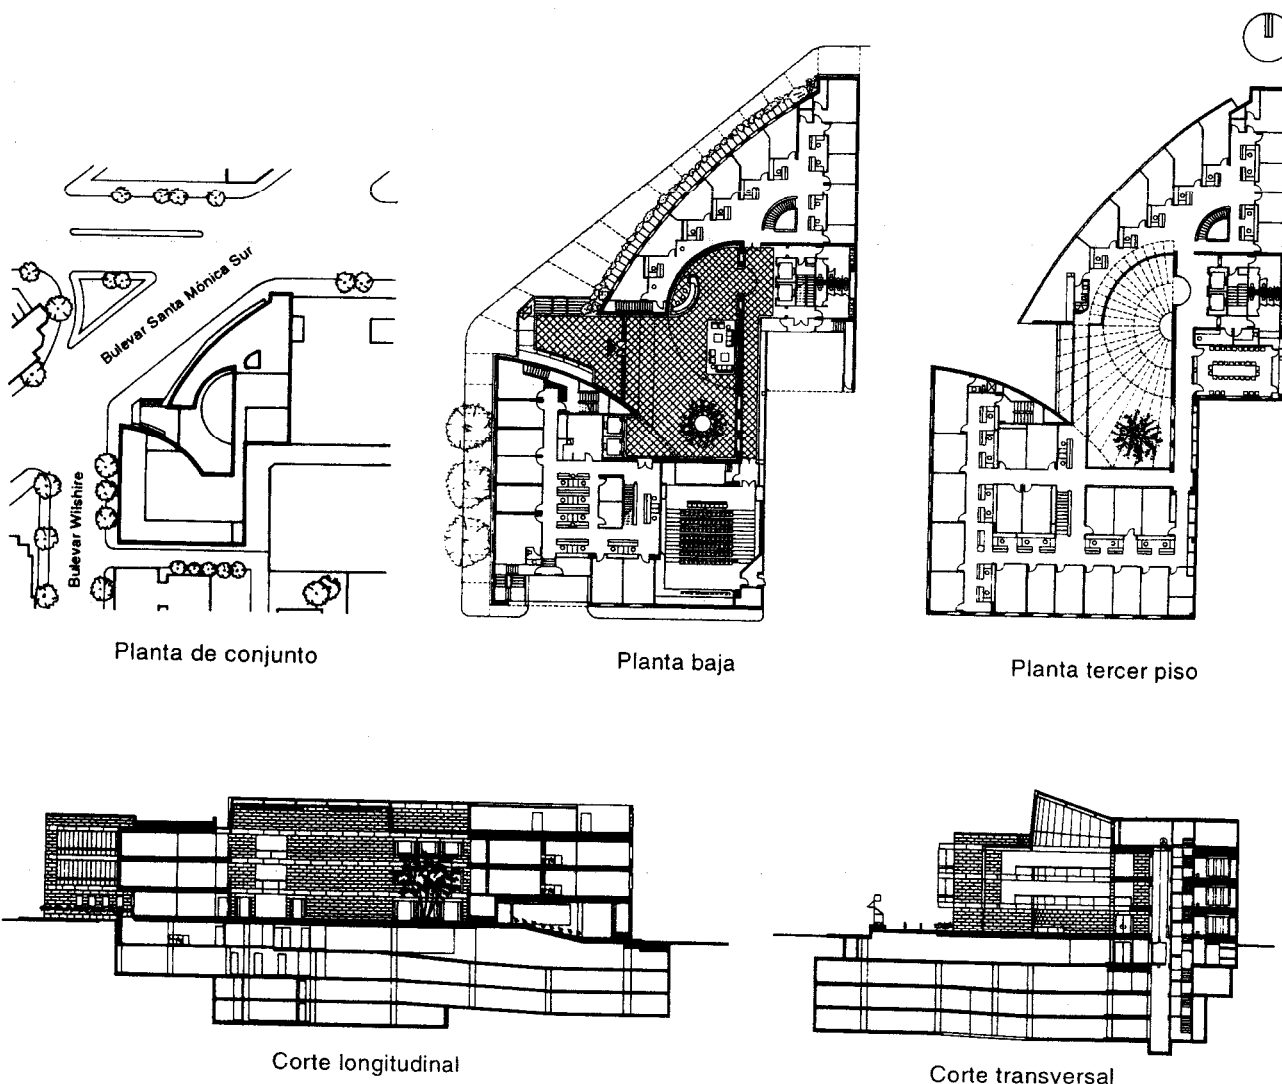 Bulevar Santa Mónica Sur
Bulevar Wilshire
Planta de conjunto
Planta baja
Planta tercer piso
Corte longitudinal
Corte transversal